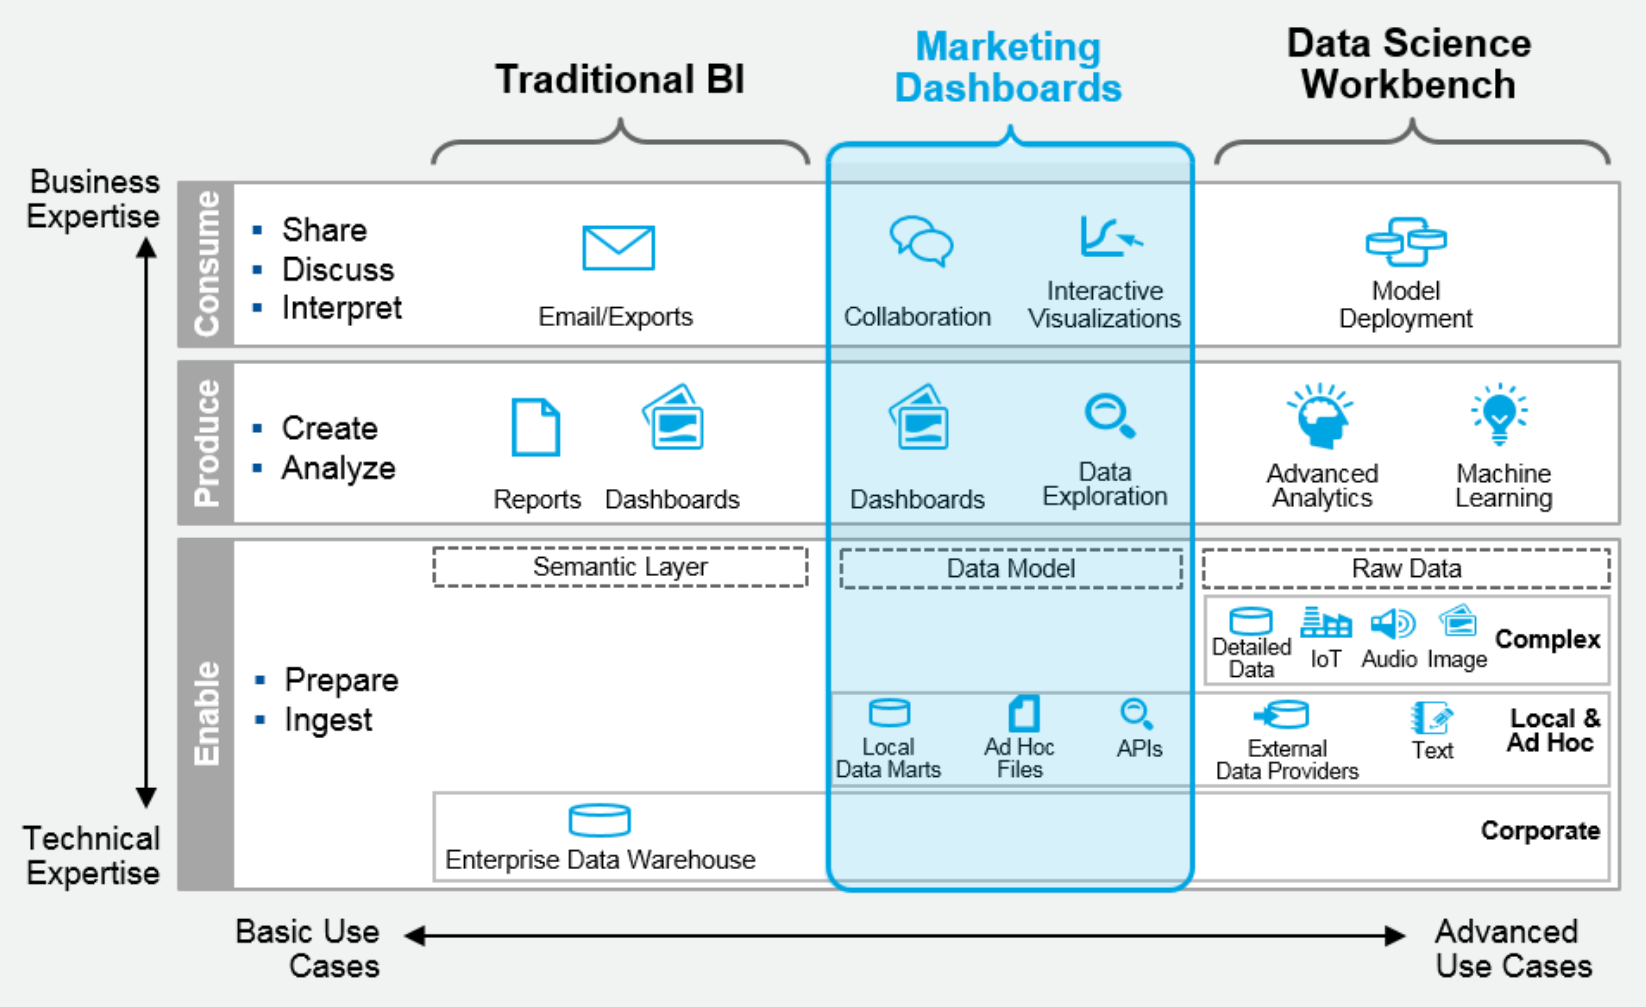 Traditional BI
Marketing
Dashboards
Data Science
Workbench
Business
Expertise
Consume
Share
Discuss
Interpret
Email/Exports
Collaboration
Interactive
Visualizations
Model
Deployment
Produce
Create
Analyze
Reports
Dashboards
Dashboards
Data
Exploration
Advanced
Analytics
Machine
Learning
Enable
Prepare
Ingest
Semantic Layer
Data Model
Raw Data
Detailed
Data
IoT
Audio
Image
Complex
Local
Data Marts
Ad Hoc
Files
APIs
External
Data Providers
Text
Local &
Ad Hoc
Enterprise Data Warehouse
Corporate
Technical
Expertise
Basic Use
Cases
Advanced
Use Cases